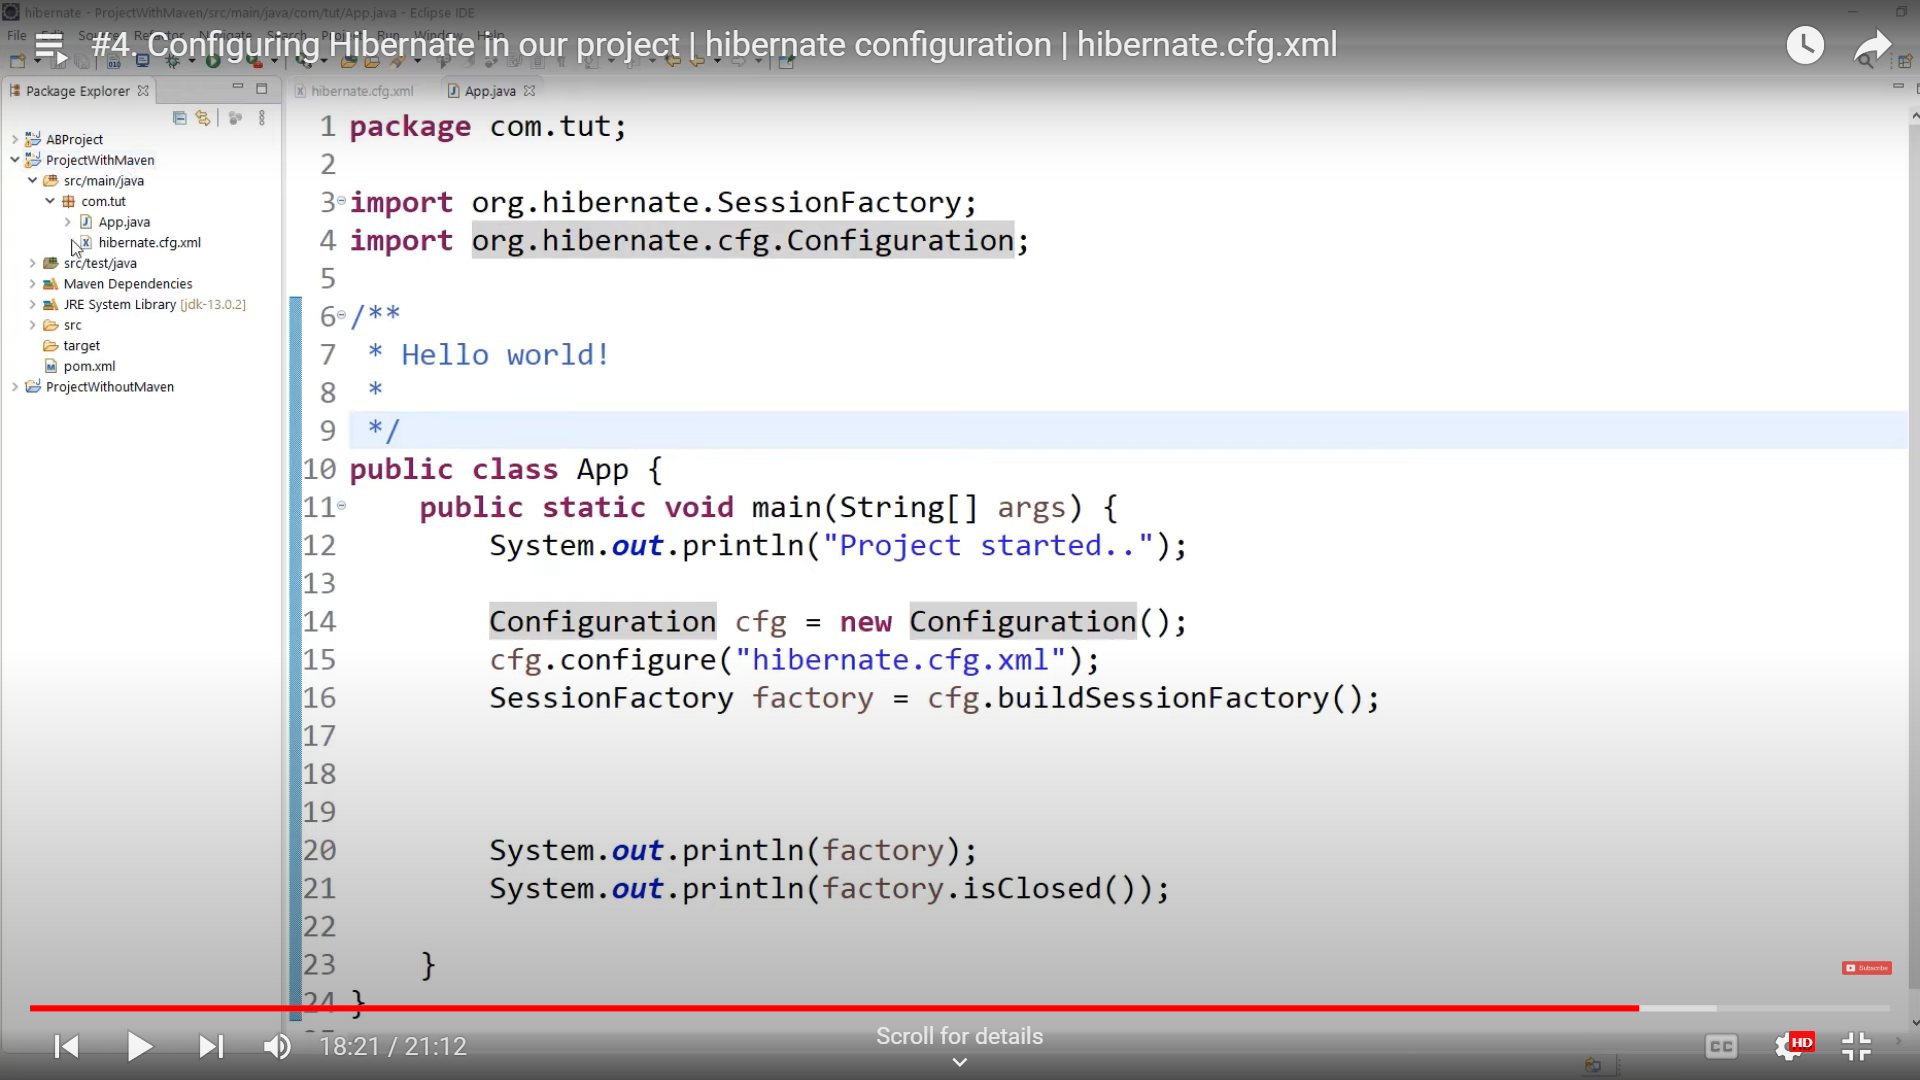 hibernate - ProjectWithMaven/src/main/java/com/tut/App.java - Eclipse IDE
#4. Configuring Hibernate in our project | hibernate configuration | hibernate.cfg.xml
Package Explorer
hibernate.cfg.xml
App.java
ABProject
ProjectWithMaven
src/main/java
com.tut
App.java
hibernate.cfg.xml
src/test/java
Maven Dependencies
JRE System Library [jdk-13.0.2]
src
target
pom.xml
ProjectWithoutMaven
1 package com.tut;
2
3 import org.hibernate.SessionFactory;
4 import org.hibernate.cfg.Configuration;
5
6 /**
7 * Hello world!
8 *
9 */
10 public class App {
11 public static void main(String[] args) {
12 System.out.println("Project started..");
13
14 Configuration cfg = new Configuration();
15 cfg.configure("hibernate.cfg.xml");
16 SessionFactory factory = cfg.buildSessionFactory();
17
18
19
20 System.out.println(factory);
21 System.out.println(factory.isClosed());
22
23 }
24 }
Subscribe
18:21 / 21:12
Scroll for details
CC
HD